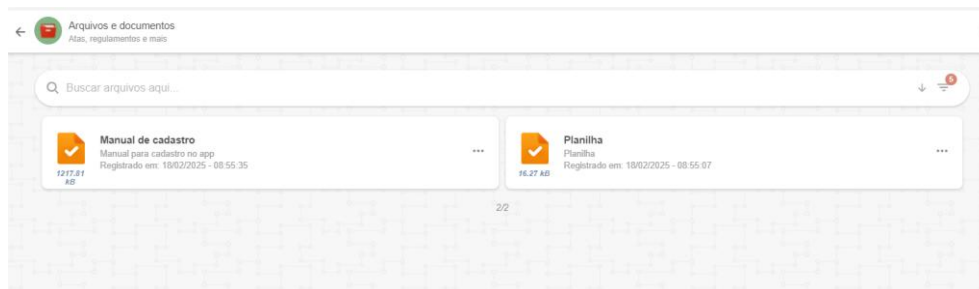 Arquivos e documentos
Atas, regulamentos e mais
Buscar arquivos aqui...
5
Manual de cadastro
Manual para cadastro no app
Registrado em: 18/02/2025 - 08:55:35
1217.81
kB
Planilha
Planilha
Registrado em: 18/02/2025 - 08:55:07
16.27 kB
2/2